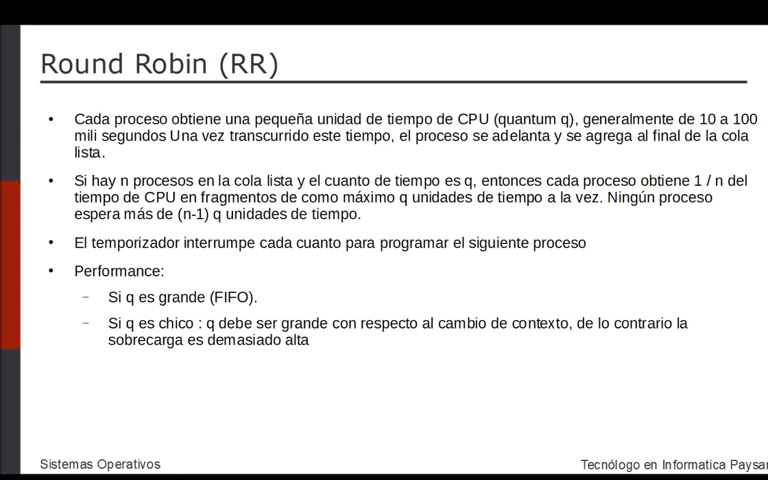 Round Robin (RR)
• Cada proceso obtiene una pequeña unidad de tiempo de CPU (quantum q), generalmente de 10 a 100
mili segundos Una vez transcurrido este tiempo, el proceso se adelanta y se agrega al final de la cola
lista.
• Si hay n procesos en la cola lista y el cuanto de tiempo es q, entonces cada proceso obtiene 1 / n del
tiempo de CPU en fragmentos de como máximo q unidades de tiempo a la vez. Ningún proceso
espera más de (n-1) q unidades de tiempo.
• El temporizador interrumpe cada cuanto para programar el siguiente proceso
• Performance:
– Si q es grande (FIFO).
– Si q es chico : q debe ser grande con respecto al cambio de contexto, de lo contrario la
sobrecarga es demasiado alta
Sistemas Operativos
Tecnólogo en Informatica Paysan